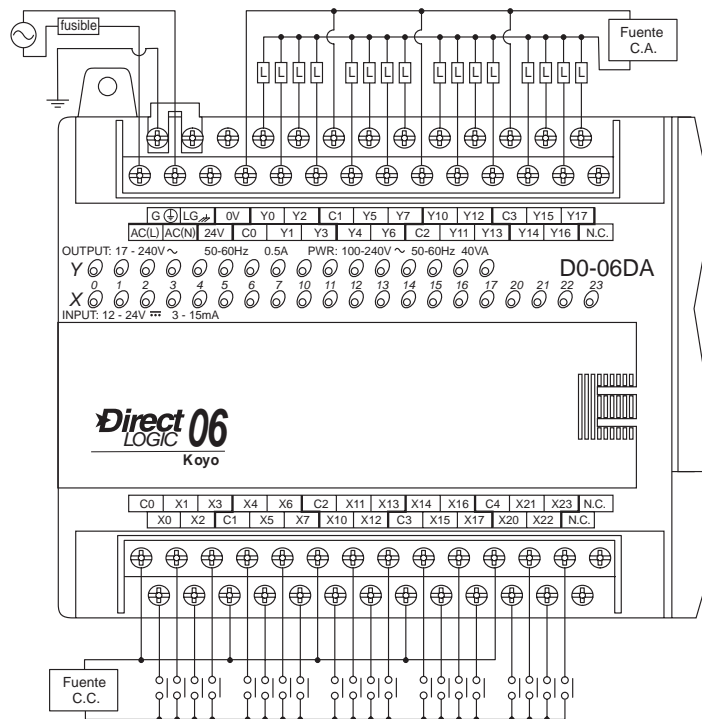 fusible
Fuente
C.A.
L L L L L L L L L L L L L L L L
G LG 0V Y0 Y2 C1 Y5 Y7 Y10 Y12 C3 Y15 Y17
AC(L) AC(N) 24V C0 Y1 Y3 Y4 Y6 C2 Y11 Y13 Y14 Y16 N.C.
OUTPUT: 17 - 240V ~ 50-60Hz 0.5A PWR: 100-240V ~ 50-60Hz 40VA
Y
D0-06DA
0 1 2 3 4 5 6 7 10 11 12 13 14 15 16 17 20 21 22 23
X
INPUT: 12 - 24V ⎓ 3 - 15mA
Direct
LOGIC 06
Koyo
C0 X1 X3 X4 X6 C2 X11 X13 X14 X16 C4 X21 X23 N.C.
X0 X2 C1 X5 X7 X10 X12 C3 X15 X17 X20 X22 N.C.
Fuente
C.C.